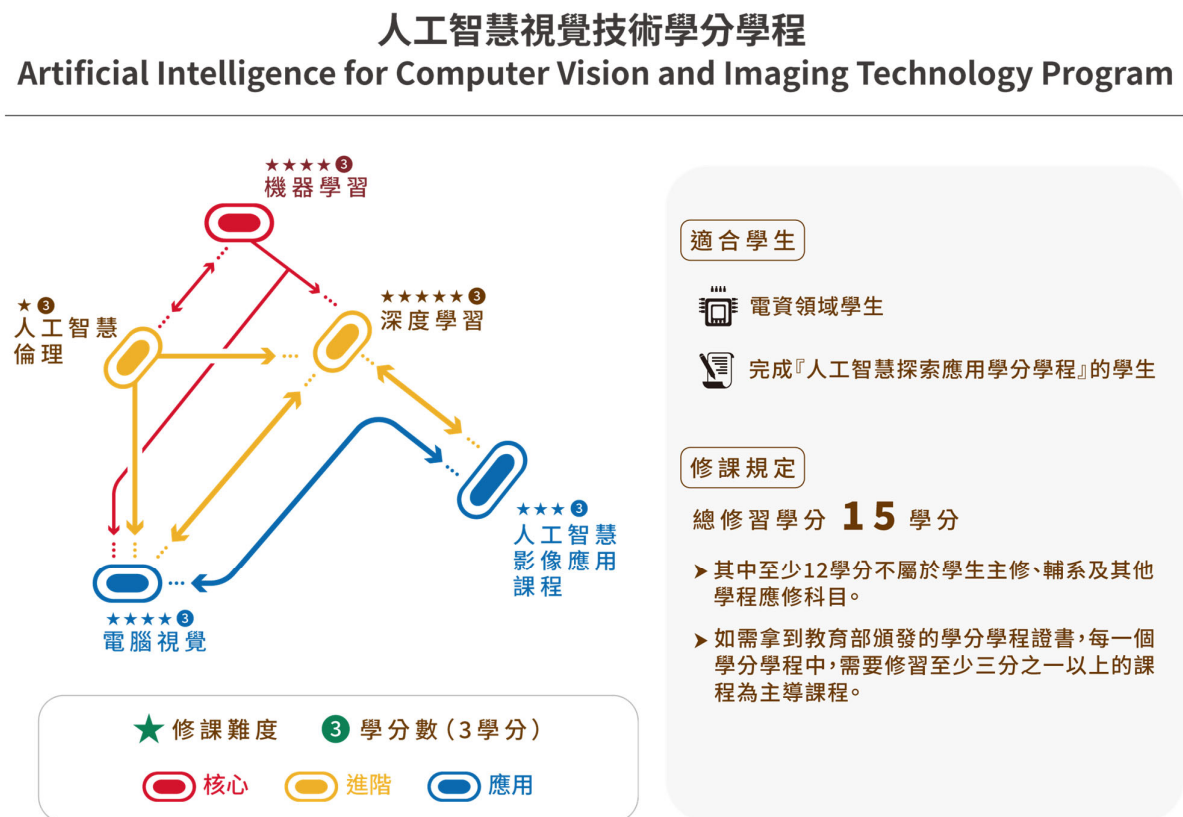 人工智慧視覺技術學分學程
Artificial Intelligence for Computer Vision and Imaging Technology Program
★★★★❸
機器學習
★❸
人工智慧
倫理
★★★★★❸
深度學習
★★★❸
人工智慧
影像應用
課程
★★★★❸
電腦視覺
★修課難度 ❸學分數(3學分)
核心 進階 應用
適合學生
電資領域學生
完成『人工智慧探索應用學分學程』的學生
修課規定
總修習學分 15 學分
➤其中至少12學分不屬於學生主修、輔系及其他
學程應修科目。
➤如需拿到教育部頒發的學分學程證書,每一個
學分學程中,需要修習至少三分之一以上的課
程為主導課程。